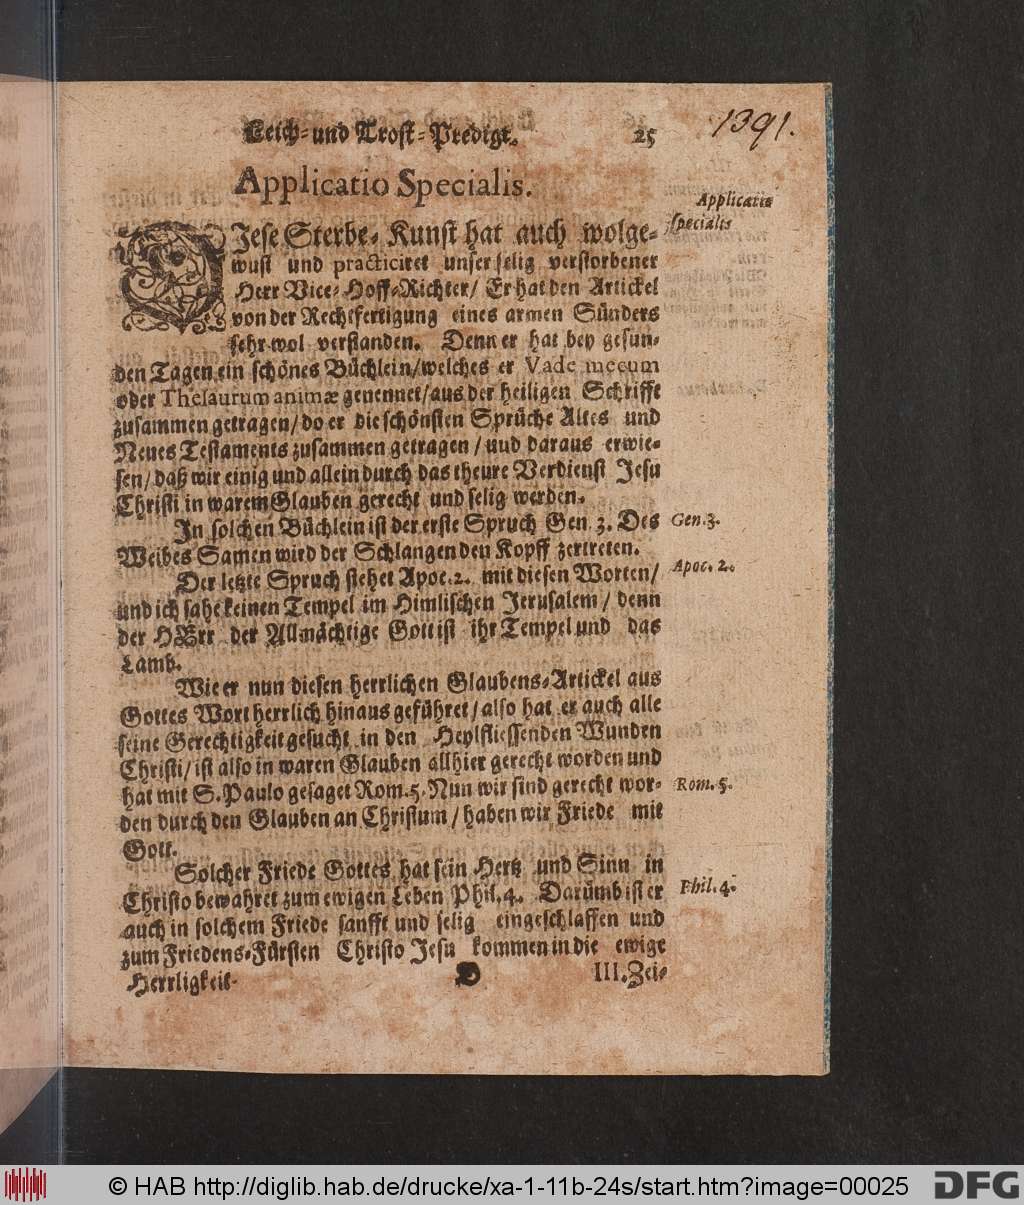 Leich-und Trost-Predigt. 25 1391.
Applicatio Specialis.
Applicatio
specialis
DJese Sterbe-Kunst hat auch wolge-
wust und practiciret unser selig verstorbener
Herr Vice-Hoff-Richter/ Er hat den Artickel
von der Rechtfertigung eines armen Sünders
sehr wol verstanden. Denn er hat bey gesun-
den Tagen ein schönes Büchlein/welches er Vade mecum
oder Thesaurum animæ genennet/aus der heiligen Schrifft
zusammen getragen/do er die schönsten Sprüche Altes und
Neues Testaments zusammen getragen/uud daraus erwie-
sen/daß wir einig und allein durch das theure Verdienst Jesu
Christi in warem Glauben gerecht und selig werden.
In solchen Büchlein ist der erste Spruch Gen. 3. Des
Gen. 3.
Weibes Samen wird der Schlangen den Kopff zertreten.
Der letzte Spruch stehet Apoc. 2. mit diesen Worten/
Apoc. 2.
und ich sahe keinen Tempel im Himlischen Jerusalem/ denn
der HErr der Allmächtige Gott ist ihr Tempel und das
Lamb.
Wie er nun diesen herrlichen Glaubens-Artickel aus
Gottes Wort herrlich hinaus geführet/also hat er auch alle
seine Gerechtigkeit gesucht in den Heylfliessenden Wunden
Christi/ ist also in waren Glauben allhier gerecht worden und
hat mit S. Paulo gesaget Rom. 5. Nun wir sind gerecht wor-
Rom. 5.
den durch den Glauben an Christum/haben wir Friede mit
Gott.
Solcher Friede Gottes hat sein Hertz und Sinn in
Christo bewahret zum ewigen Leben Phil. 4. Darümb ist er
Phil. 4.
auch in solchem Friede sanfft und selig eingeschlaffen und
zum Friedens-Fürsten Christo Jesu kommen in die ewige
Herrligkeit. D III. Zei-
© HAB http://diglib.hab.de/drucke/xa-1-11b-24s/start.htm?image=00025 DFG